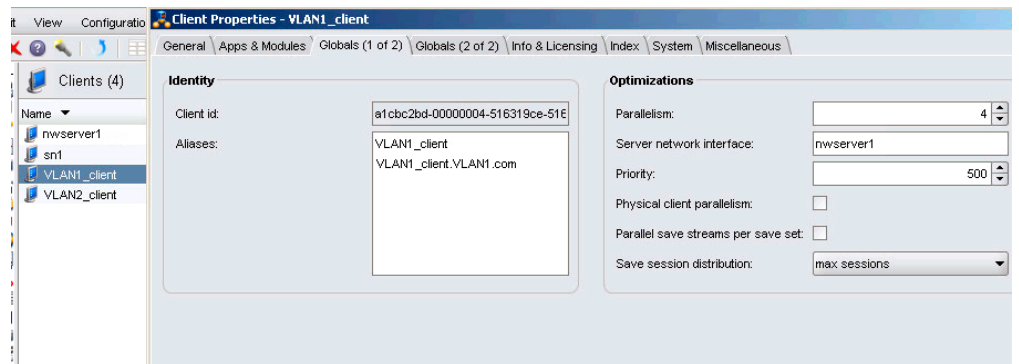 View Configuratio
Client Properties - VLAN1_client
General Apps & Modules Globals (1 of 2) Globals (2 of 2) Info & Licensing Index System Miscellaneous
Clients (4)
Name
nwserver1
sn1
VLAN1_client
VLAN2_client
Identity
Client id: a1cbc2bd-00000004-516319ce-516
Aliases: VLAN1_client
VLAN1_client.VLAN1.com
Optimizations
Parallelism: 4
Server network interface: nwserver1
Priority: 500
Physical client parallelism:
Parallel save streams per save set:
Save session distribution: max sessions